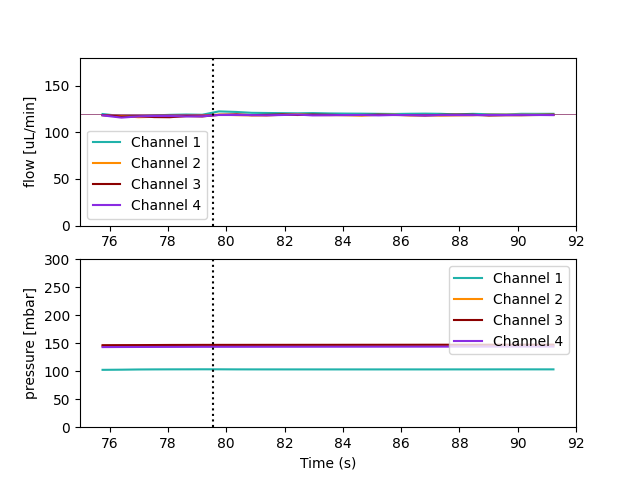 flow [uL/min]
150
100
50
0
Channel 1
Channel 2
Channel 3
Channel 4
76 78 80 82 84 86 88 90 92
pressure [mbar]
300
250
200
150
100
50
0
Channel 1
Channel 2
Channel 3
Channel 4
76 78 80 82 84 86 88 90 92
Time (s)